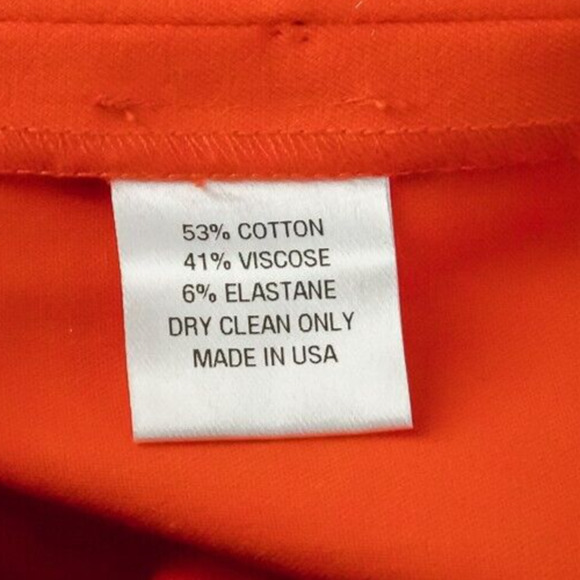 53% COTTON
41% VISCOSE
6% ELASTANE
DRY CLEAN ONLY
MADE IN USA